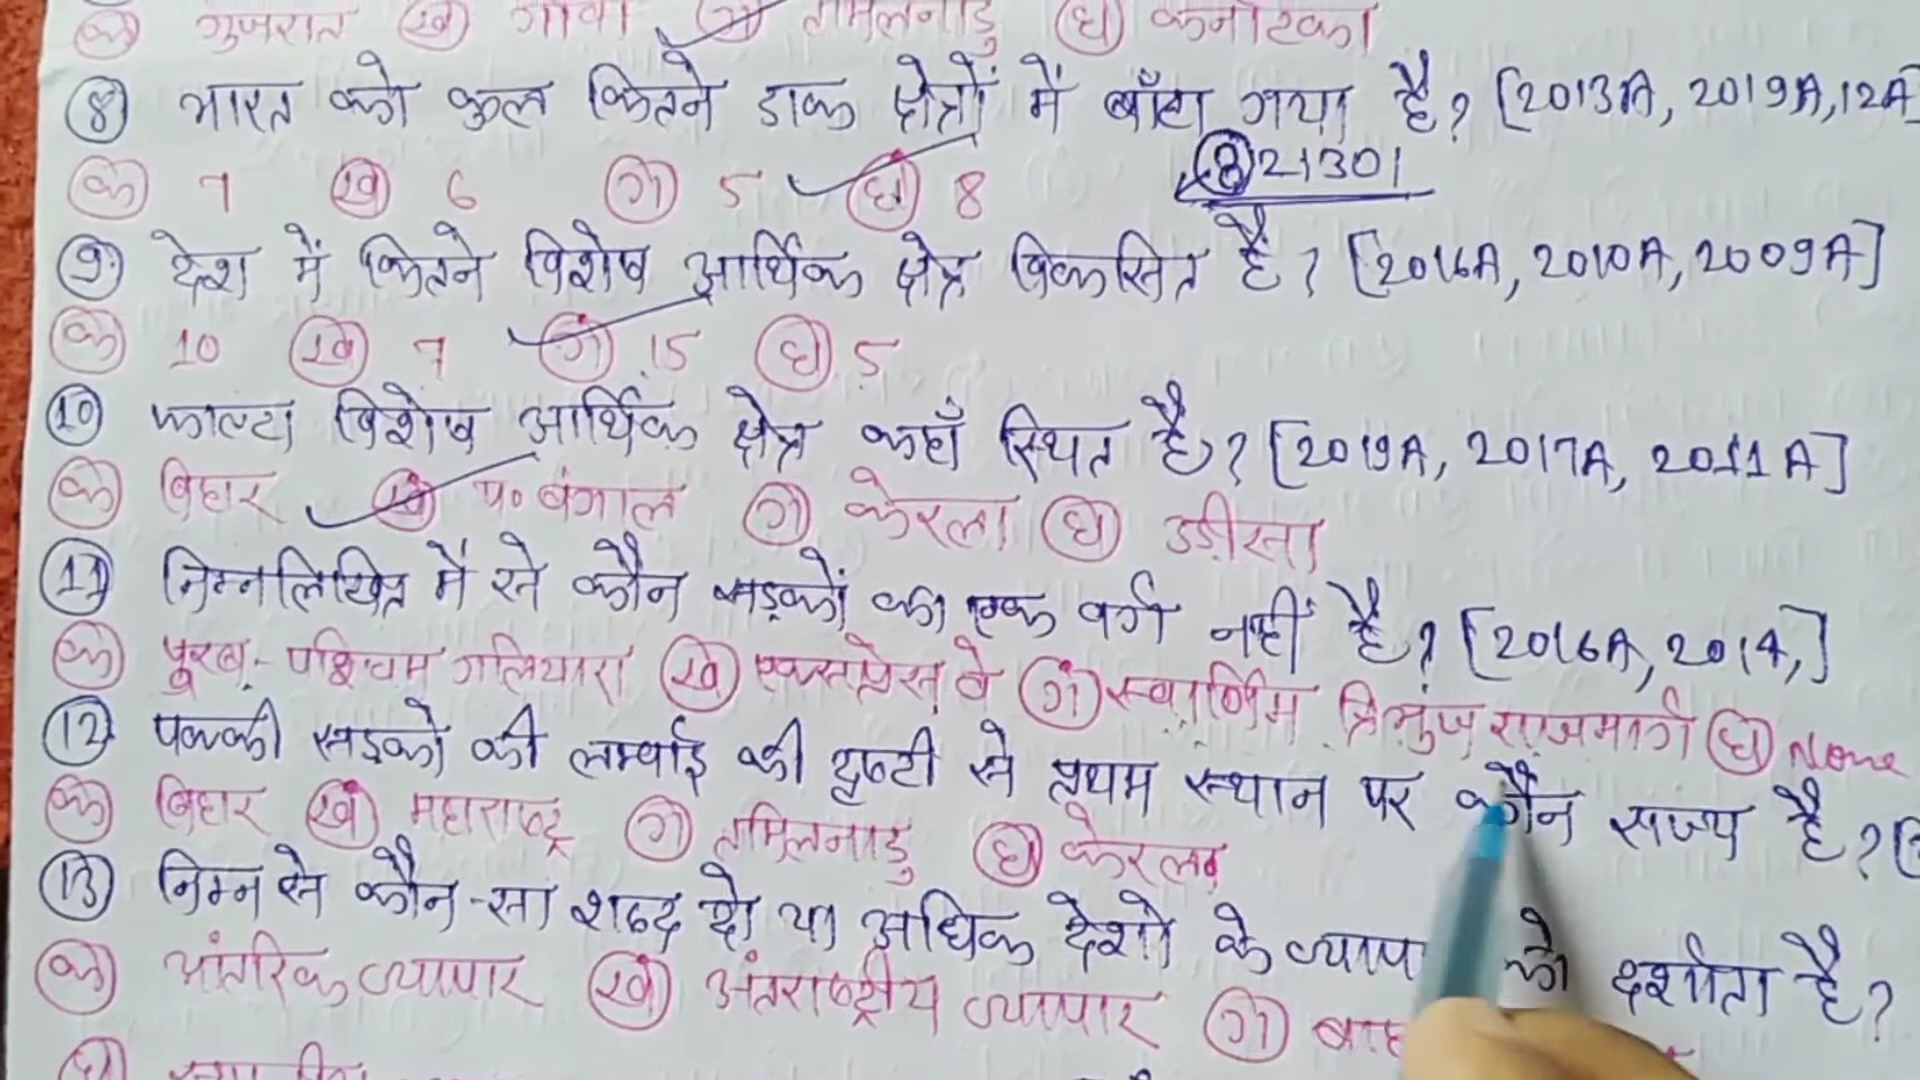 क गुजरात ख गोवा ग तामिलनाडु घ कर्नाटका
8 भारत को कुल कितने डाक क्षेत्रों में बाँटा गया है? [2013A, 2019A, 12A]
क 7 ख 6 ग 5 घ 8 821301
9 देश में कितने विशेष आर्थिक क्षेत्र विकसित हैं? [2016A, 2010A, 2009A]
क 10 ख 7 ग 15 घ 5
10 फाल्टा विशेष आर्थिक क्षेत्र कहाँ स्थित है? [2019A, 2017A, 2011A]
क बिहार ख प० बंगाल ग केरला घ उड़ीसा
11 निम्नलिखित में से कौन सड़कों का एक वर्ग नहीं है? [2016A, 2014,]
क पुरब-पश्चिम गलियारा ख एक्सप्रेस वे ग स्वर्णिम त्रिभुज राजमार्ग घ None
12 पक्की सड़को की लम्बाई की दृष्टी से प्रथम स्थान पर कौन राज्य है? [
क बिहार ख महाराष्ट्र ग तामिलनाडु घ केरला
13 निम्न से कौन-सा शब्द दो या अधिक देशो के व्याप को दर्शाता है?
क आंतरिक व्यापार ख अंतराष्ट्रीय व्यापार ग
घ